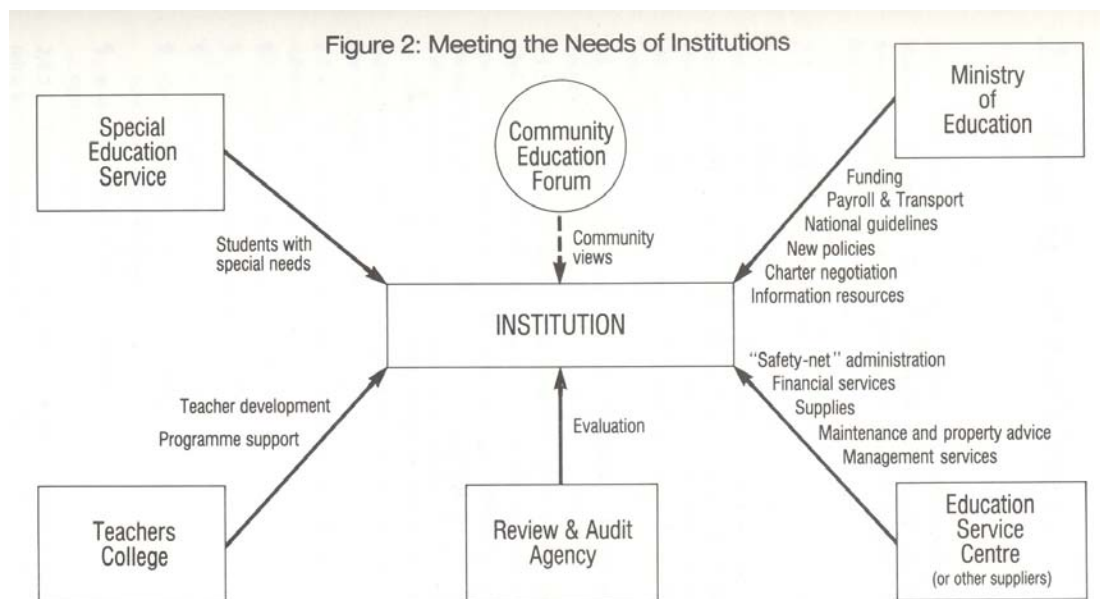 Figure 2: Meeting the Needs of Institutions
Special
Education
Service
Community
Education
Forum
Ministry
of
Education
Students with
special needs
Community
views
Funding
Payroll & Transport
National guidelines
New policies
Charter negotiation
Information resources
INSTITUTION
Teacher development
Programme support
Evaluation
"Safety-net" administration
Financial services
Supplies
Maintenance and property advice
Management services
Teachers
College
Review & Audit
Agency
Education
Service
Centre
(or other suppliers)